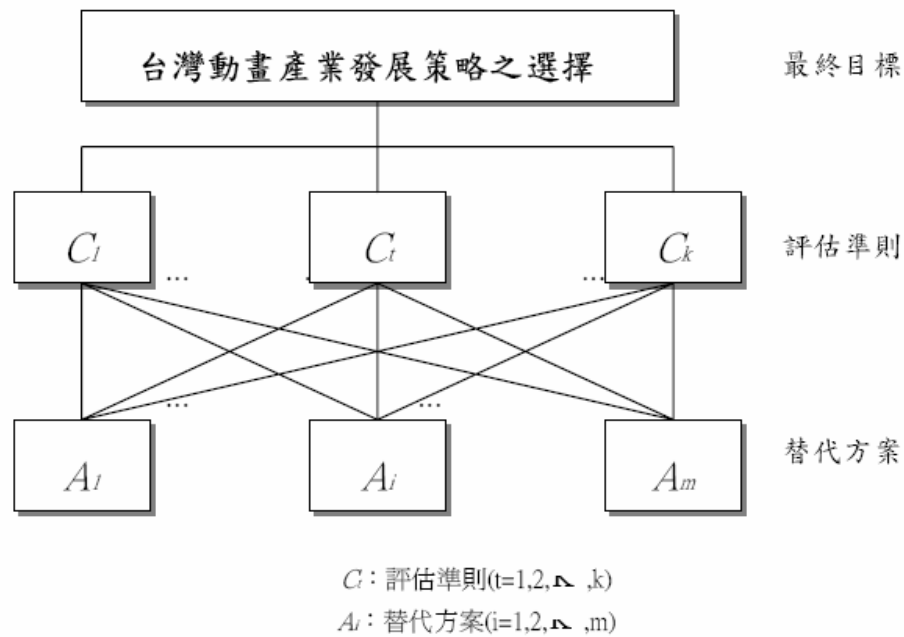 台灣動畫產業發展策略之選擇
最終目標
C1 ... Ct ... Ck
評估準則
... ...
A1 Ai Am
替代方案
Ct：評估準則(t=1,2, ,k)
Ai：替代方案(i=1,2, ,m)